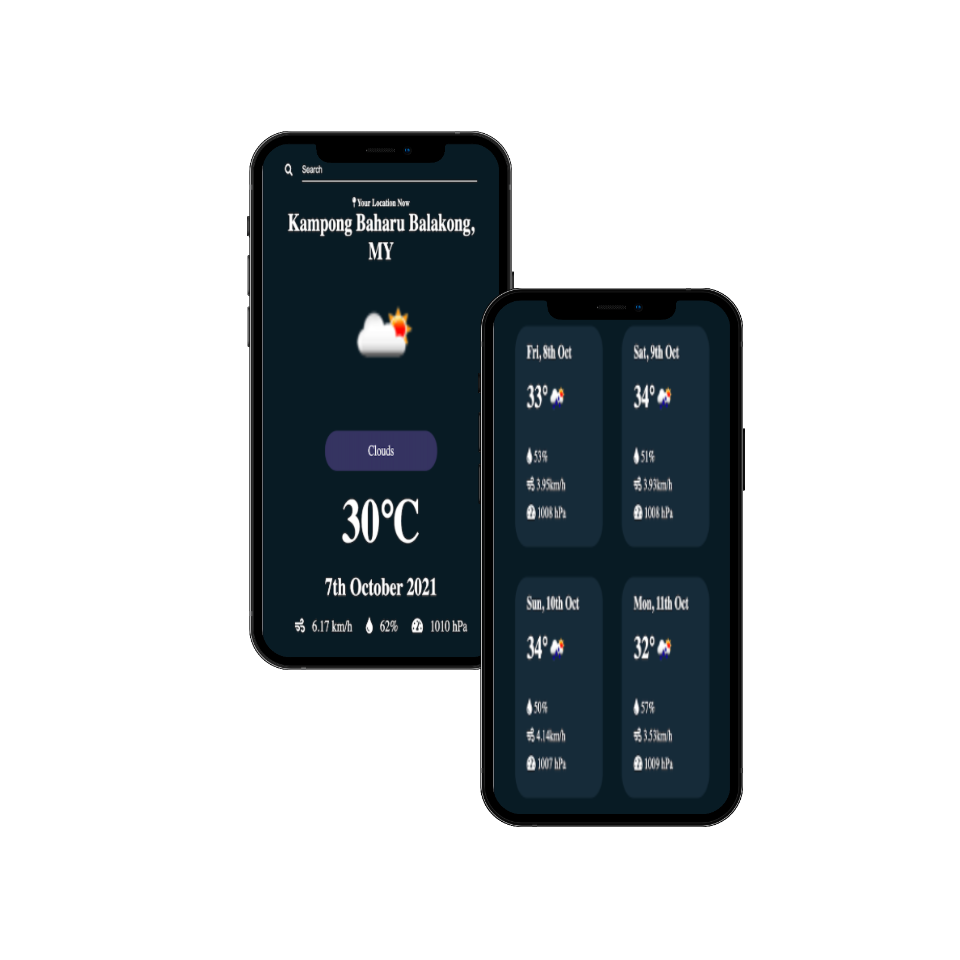 Search
Your Location Now
Kampong Baharu Balakong,
MY
Clouds
30°C
7th October 2021
6.17 km/h 62% 1010 hPa
Fri, 8th Oct
33°
53%
3.95km/h
1008 hPa
Sat, 9th Oct
34°
51%
3.93km/h
1008 hPa
Sun, 10th Oct
34°
50%
4.14km/h
1007 hPa
Mon, 11th Oct
32°
57%
3.53km/h
1009 hPa